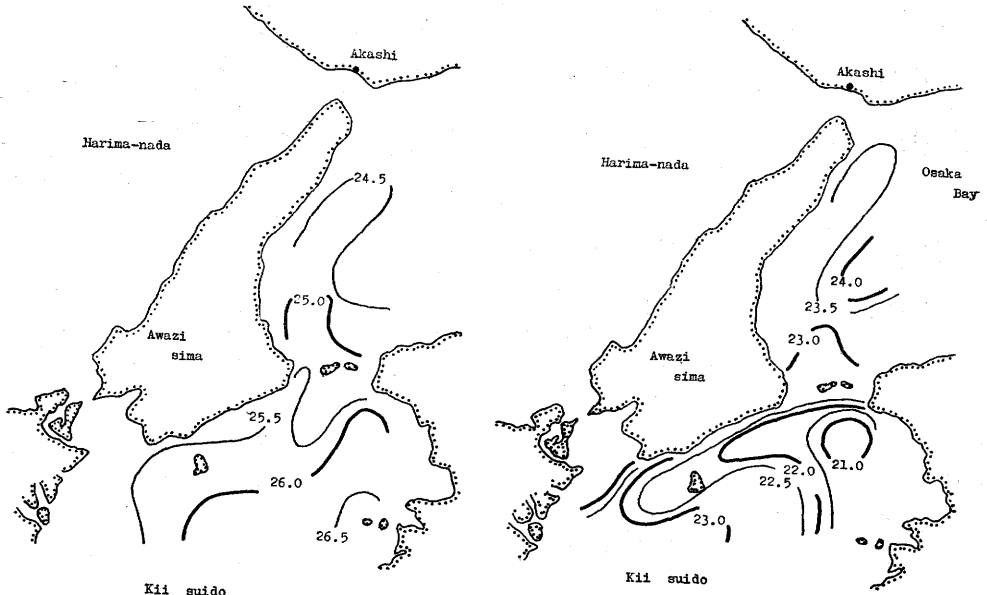 Akashi
Harima-nada
24.5
25.0
Awazi
sima
25.5
26.0
26.5
Kii suido
Akashi
Harima-nada
Osaka
Bay
24.0
23.5
23.0
Awazi
sima
22.0
21.0
22.5
23.0
Kii suido